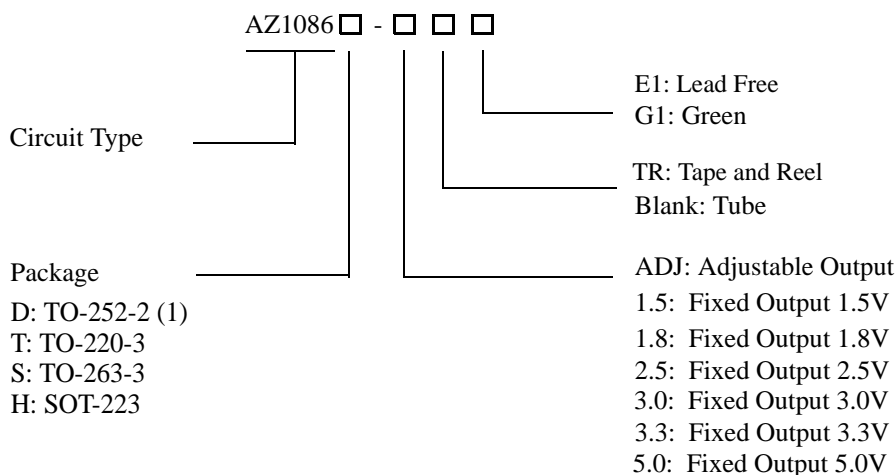 AZ1086 -
Circuit Type
Package
D: TO-252-2 (1)
T: TO-220-3
S: TO-263-3
H: SOT-223
E1: Lead Free
G1: Green
TR: Tape and Reel
Blank: Tube
ADJ: Adjustable Output
1.5: Fixed Output 1.5V
1.8: Fixed Output 1.8V
2.5: Fixed Output 2.5V
3.0: Fixed Output 3.0V
3.3: Fixed Output 3.3V
5.0: Fixed Output 5.0V